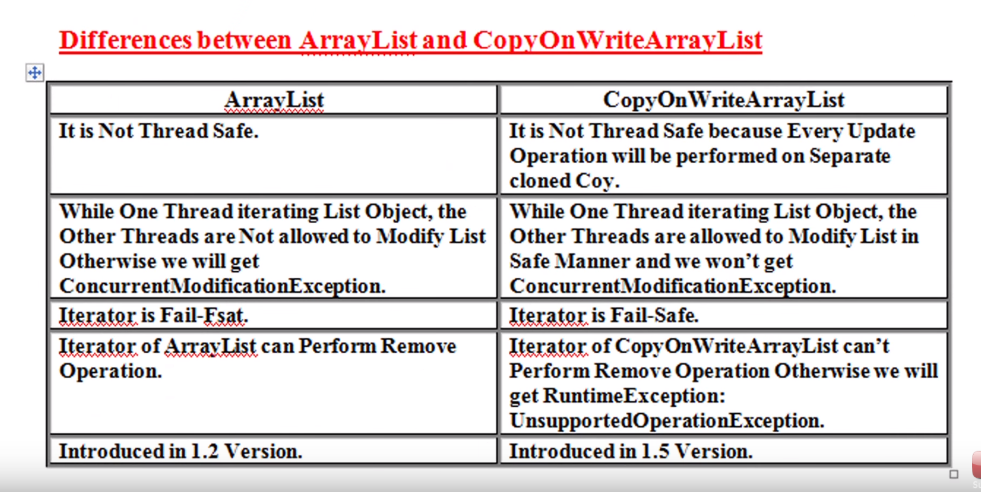 Differences between ArrayList and CopyOnWriteArrayList
ArrayList
CopyOnWriteArrayList
It is Not Thread Safe.
It is Not Thread Safe because Every Update
Operation will be performed on Separate
cloned Coy.
While One Thread iterating List Object, the
Other Threads are Not allowed to Modify List
Otherwise we will get
ConcurrentModificationException.
While One Thread iterating List Object, the
Other Threads are allowed to Modify List in
Safe Manner and we won’t get
ConcurrentModificationException.
Iterator is Fail-Fsat.
Iterator is Fail-Safe.
Iterator of ArrayList can Perform Remove
Operation.
Iterator of CopyOnWriteArrayList can’t
Perform Remove Operation Otherwise we will
get RuntimeException:
UnsupportedOperationException.
Introduced in 1.2 Version.
Introduced in 1.5 Version.